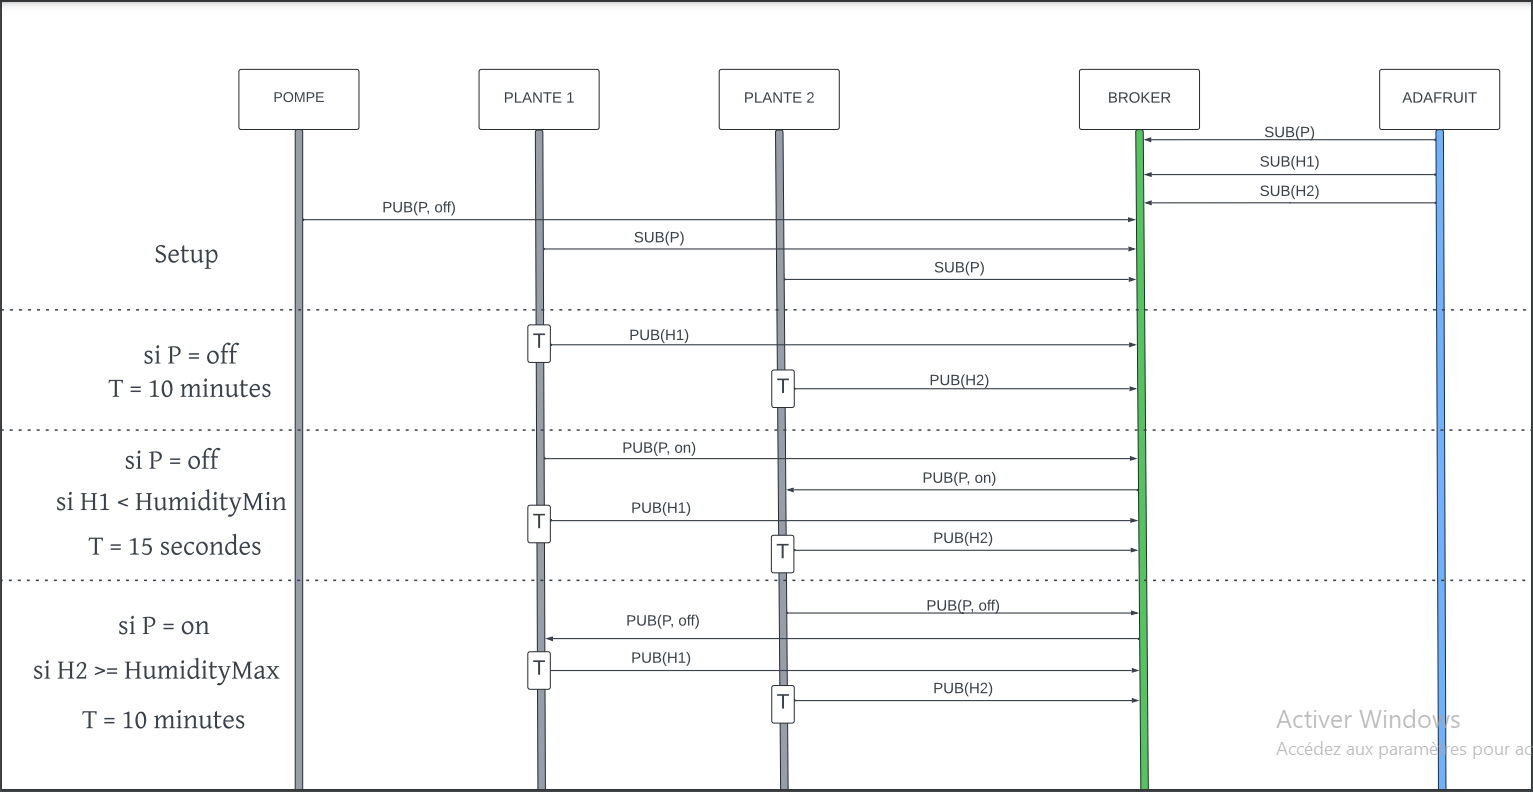 POMPE
PLANTE 1
PLANTE 2
BROKER
ADAFRUIT
SUB(P)
SUB(H1)
SUB(H2)
PUB(P, off)
SUB(P)
Setup
SUB(P)
T
PUB(H1)
si P = off
T
PUB(H2)
T = 10 minutes
PUB(P, on)
si P = off
PUB(P, on)
si H1 < HumidityMin
PUB(H1)
T
PUB(H2)
T = 15 secondes
T
PUB(P, off)
si P = on
PUB(P, off)
PUB(H1)
T
si H2 >= HumidityMax
PUB(H2)
T
T = 10 minutes
Activer Windows
Accédez aux paramètres pour ac